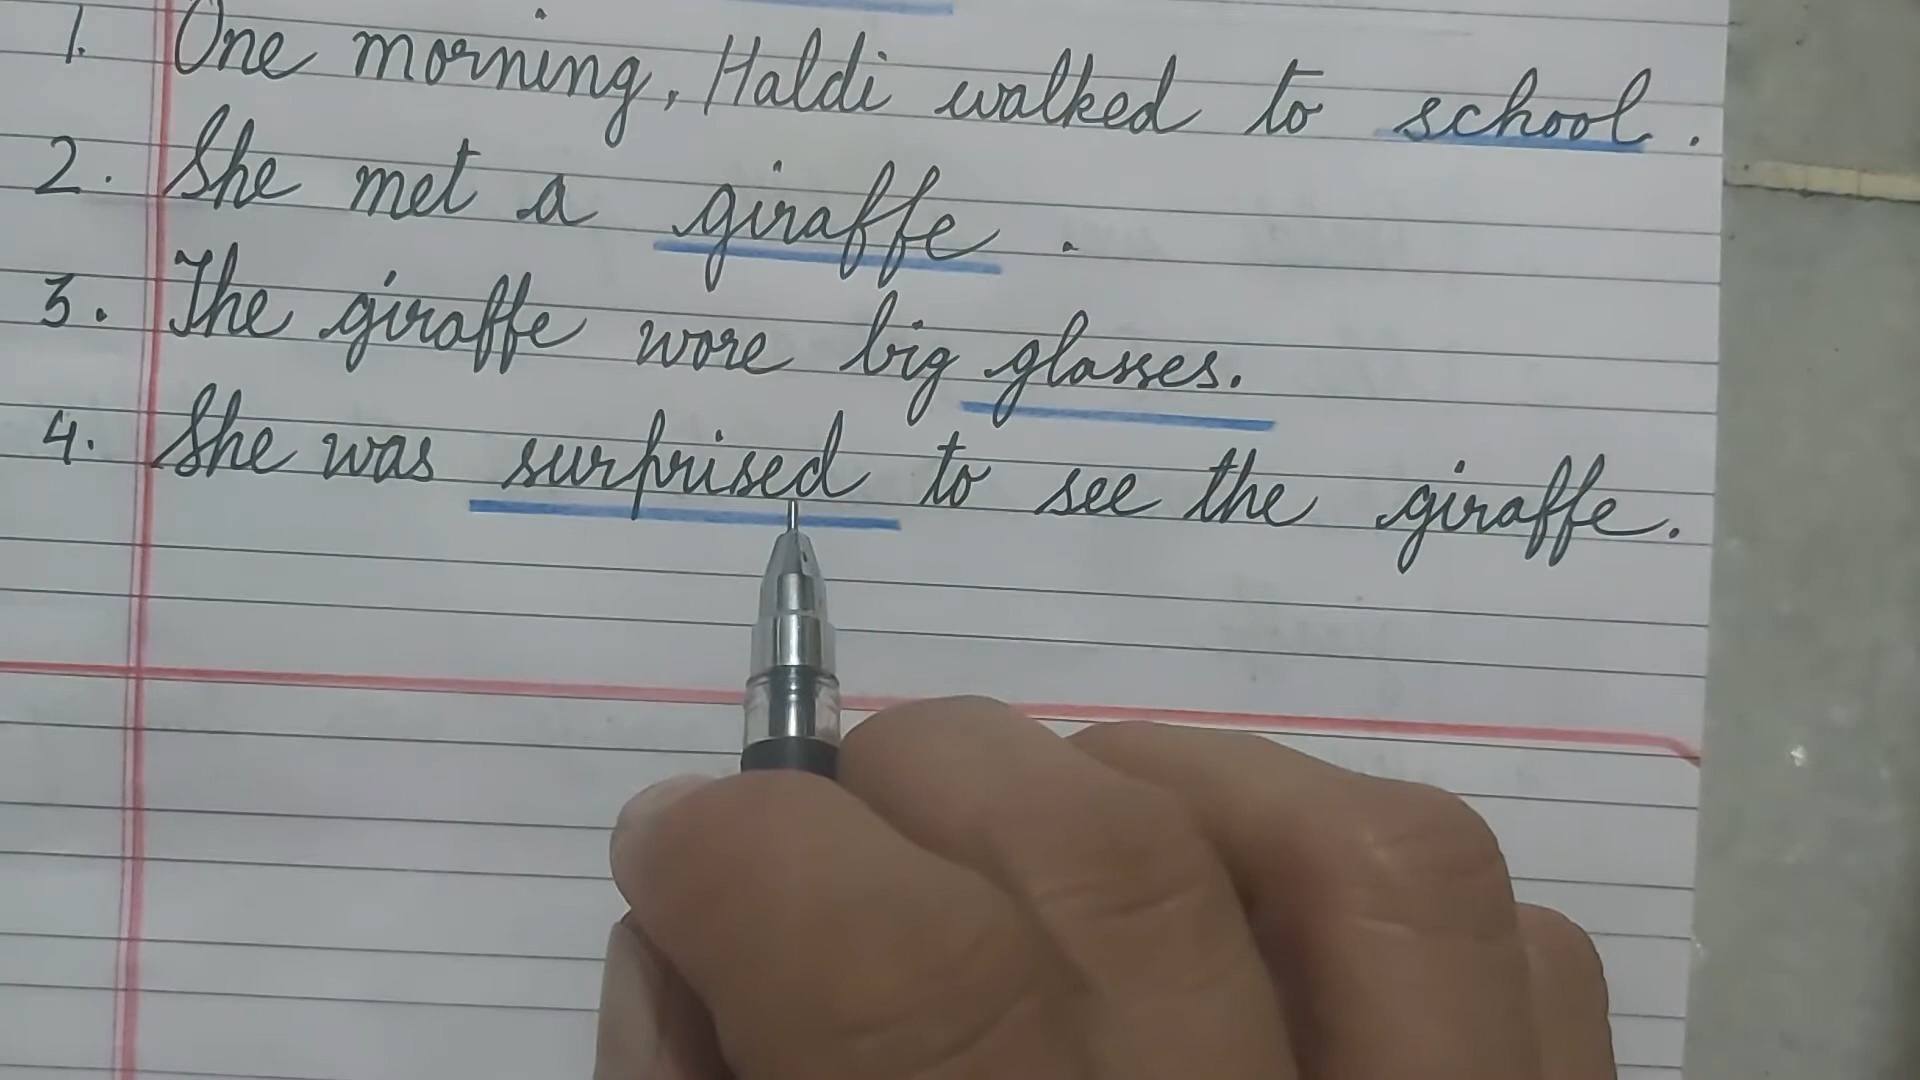 1. One morning, Haldi walked to school.
2. She met a giraffe.
3. The giraffe wore big glasses.
4. She was surprised to see the giraffe.